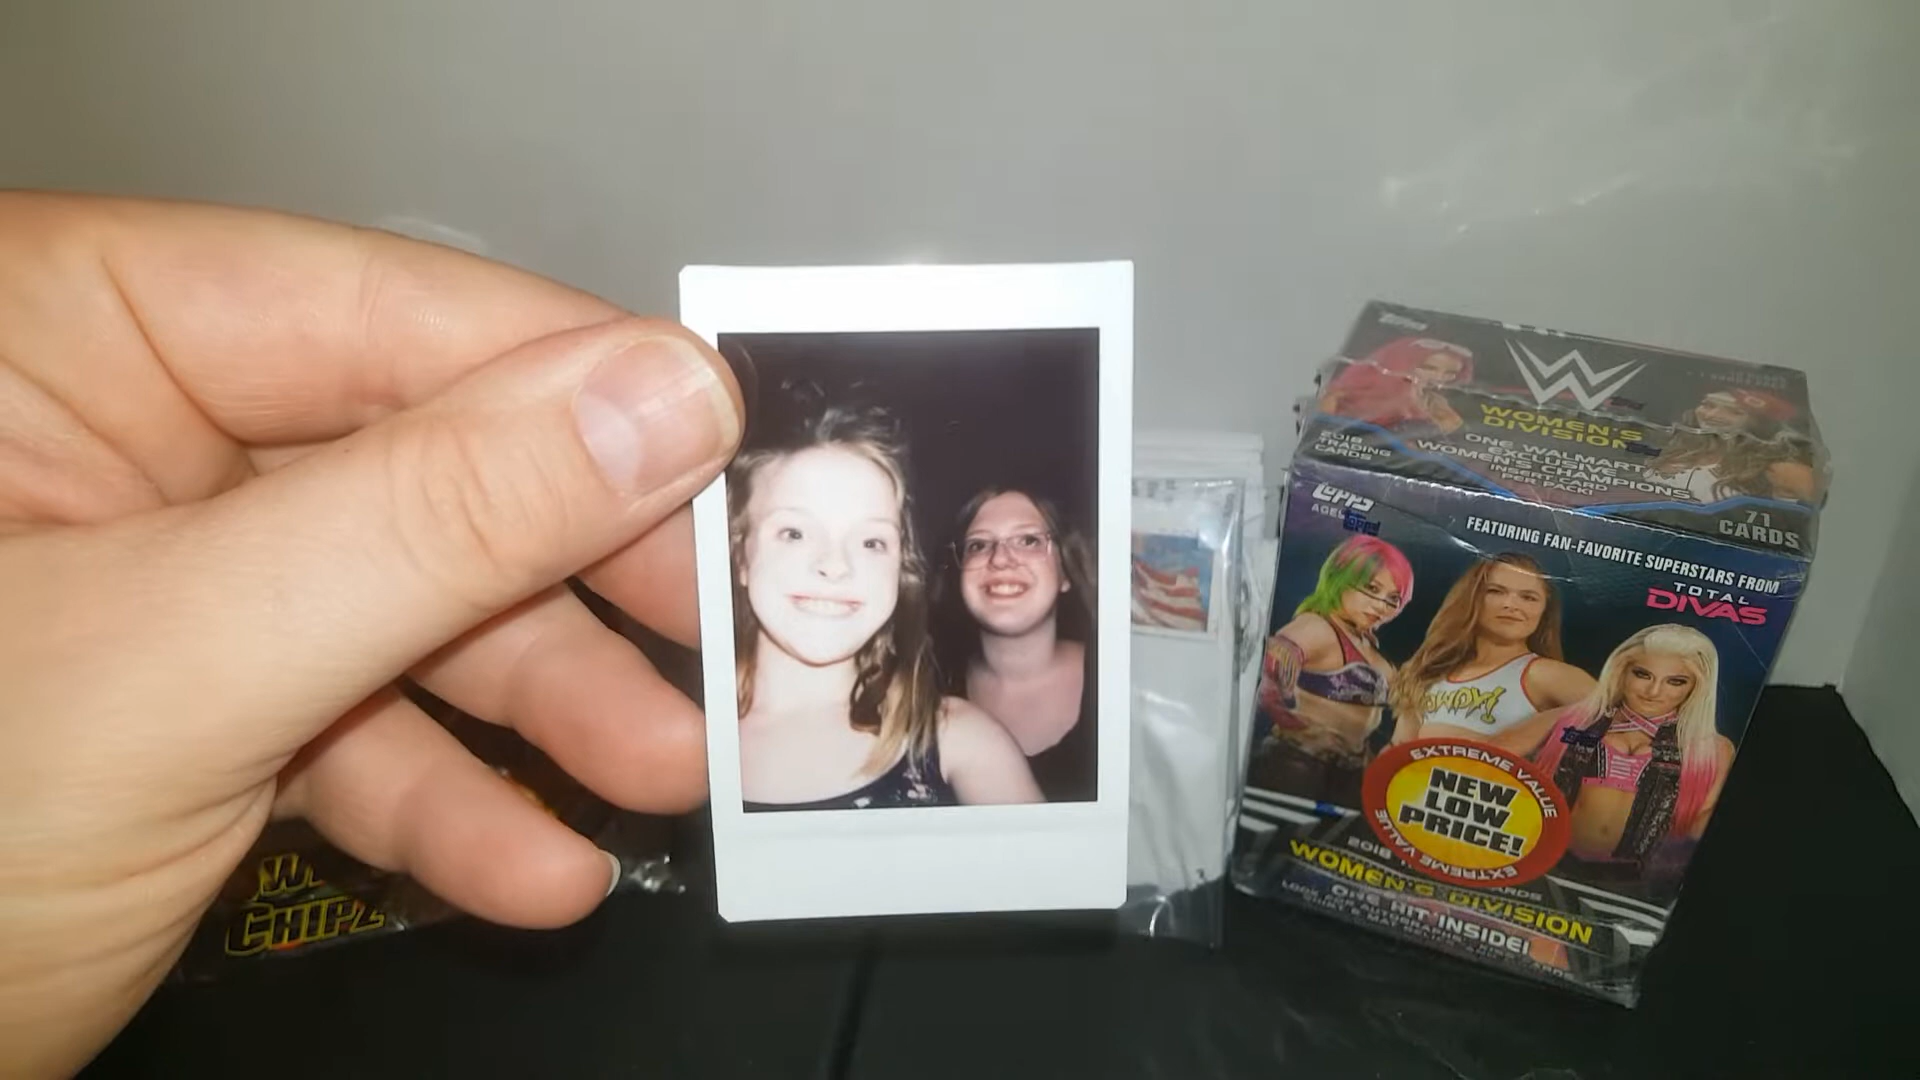 Topps
W
WOMEN'S
DIVISION
2018
TRADING
CARDS
ONE WALMART
EXCLUSIVE
WOMEN'S CHAMPIONS
INSERT CARD
PER PACK!
71
CARDS
Topps
FEATURING FAN-FAVORITE SUPERSTARS FROM
TOTAL
DIVAS
EXTREME VALUE
NEW
LOW
PRICE!
EXTREME VALUE
2018
WOMEN'S DIVISION
ONE HIT INSIDE!
CHIPZ